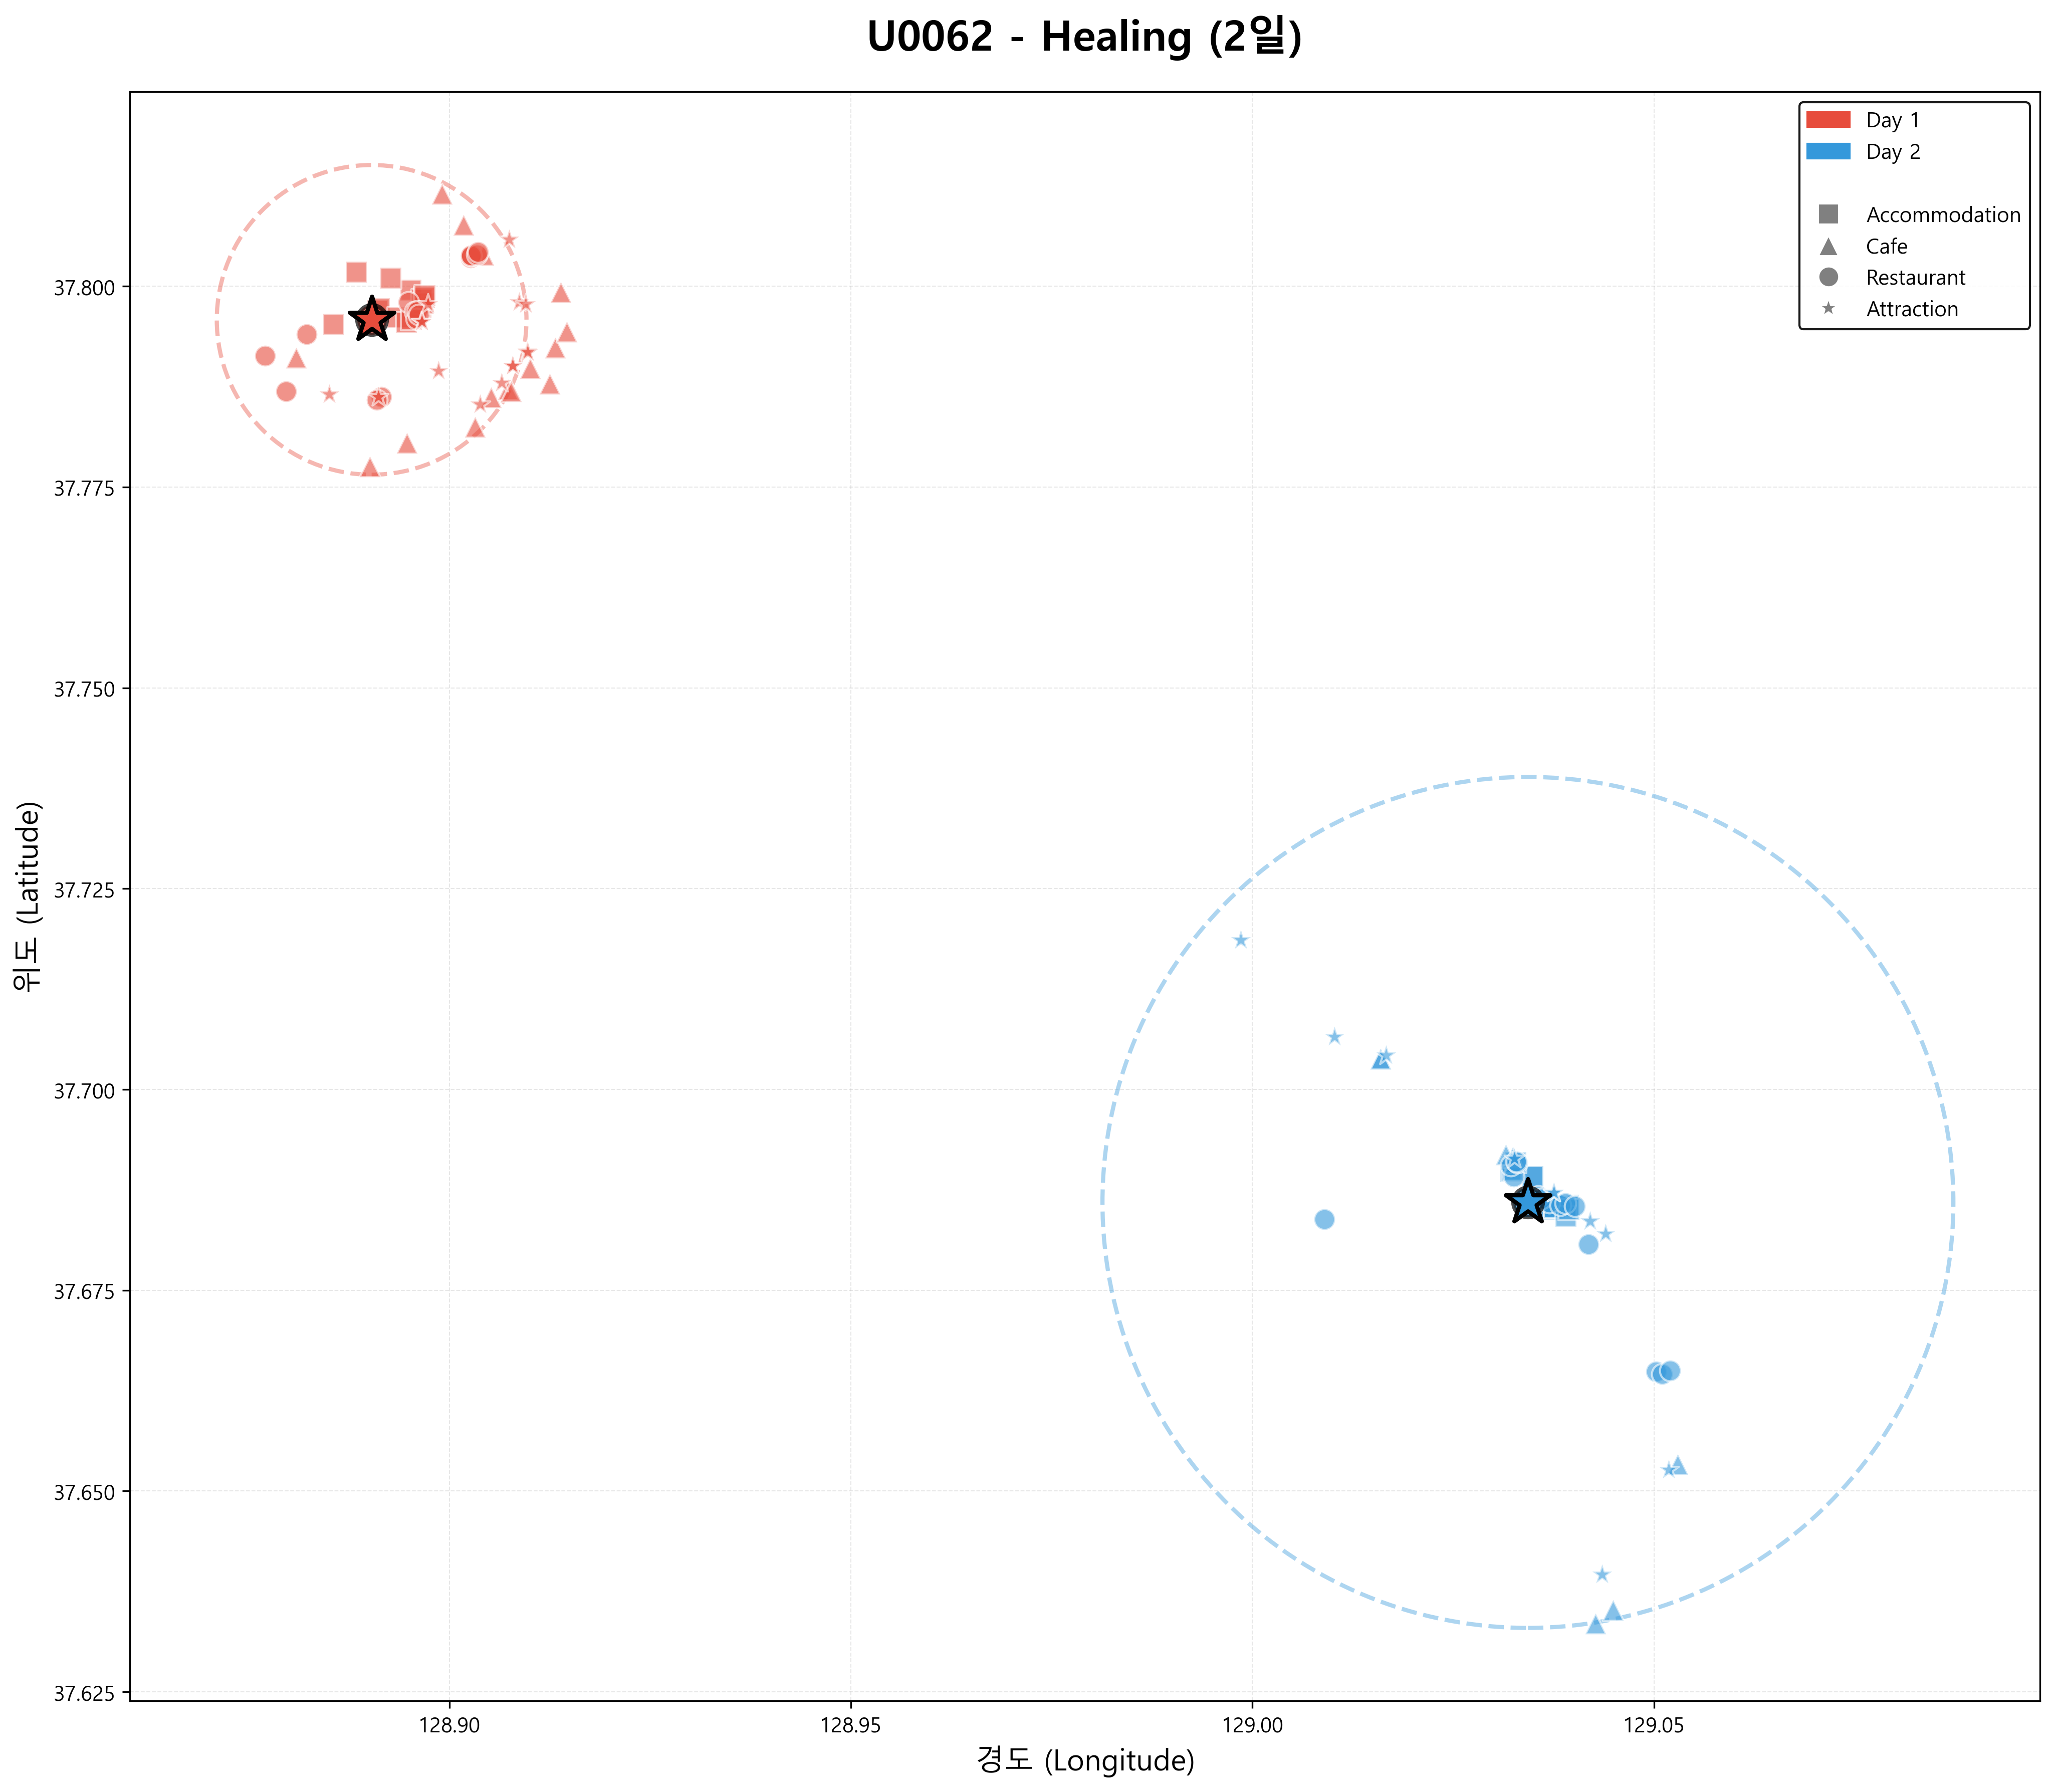 U0062 - Healing (2일)
Day 1
Day 2
Accommodation
Cafe
Restaurant
Attraction
위도 (Latitude)
37.800
37.775
37.750
37.725
37.700
37.675
37.650
37.625
128.90
128.95
129.00
129.05
경도 (Longitude)